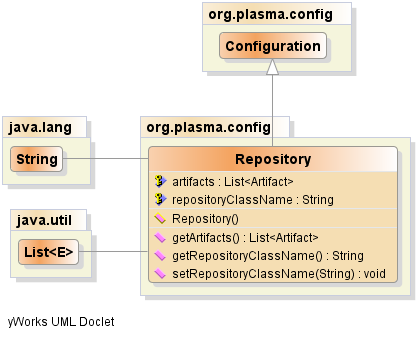 org.plasma.config
Configuration
java.lang
String
org.plasma.config
Repository
artifacts : List<Artifact>
repositoryClassName : String
Repository()
getArtifacts() : List<Artifact>
getRepositoryClassName() : String
setRepositoryClassName(String) : void
java.util
List<E>
yWorks UML Doclet